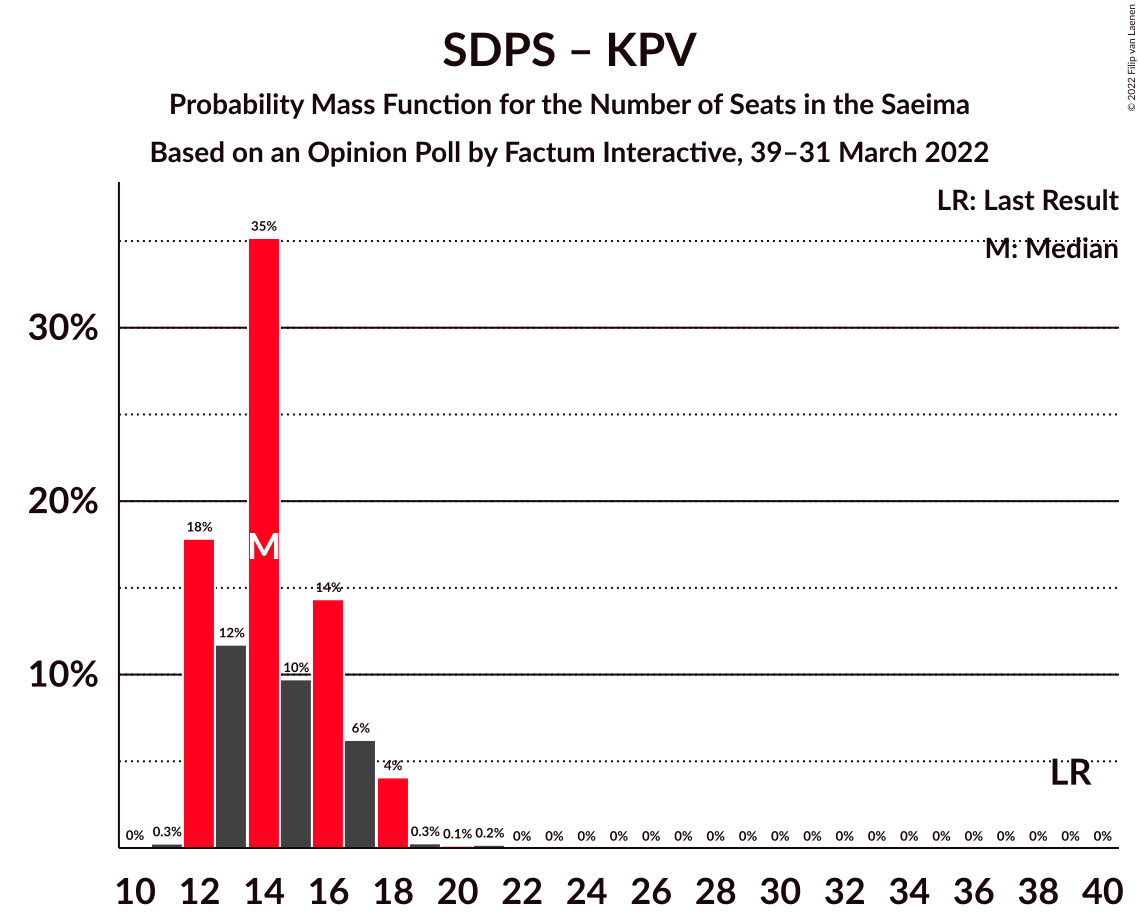 SDPS – KPV
Probability Mass Function for the Number of Seats in the Saeima
Based on an Opinion Poll by Factum Interactive, 39–31 March 2022
© 2022 Filip van Laenen
LR: Last Result
M: Median
30%
20%
10%
0% 0.3% 18% 12% 35% 10% 14% 6% 4% 0.3% 0.1% 0.2% 0% 0% 0% 0% 0% 0% 0% 0% 0% 0% 0% 0% 0% 0% 0% 0% 0% 0% 0%
M
LR
10 12 14 16 18 20 22 24 26 28 30 32 34 36 38 40